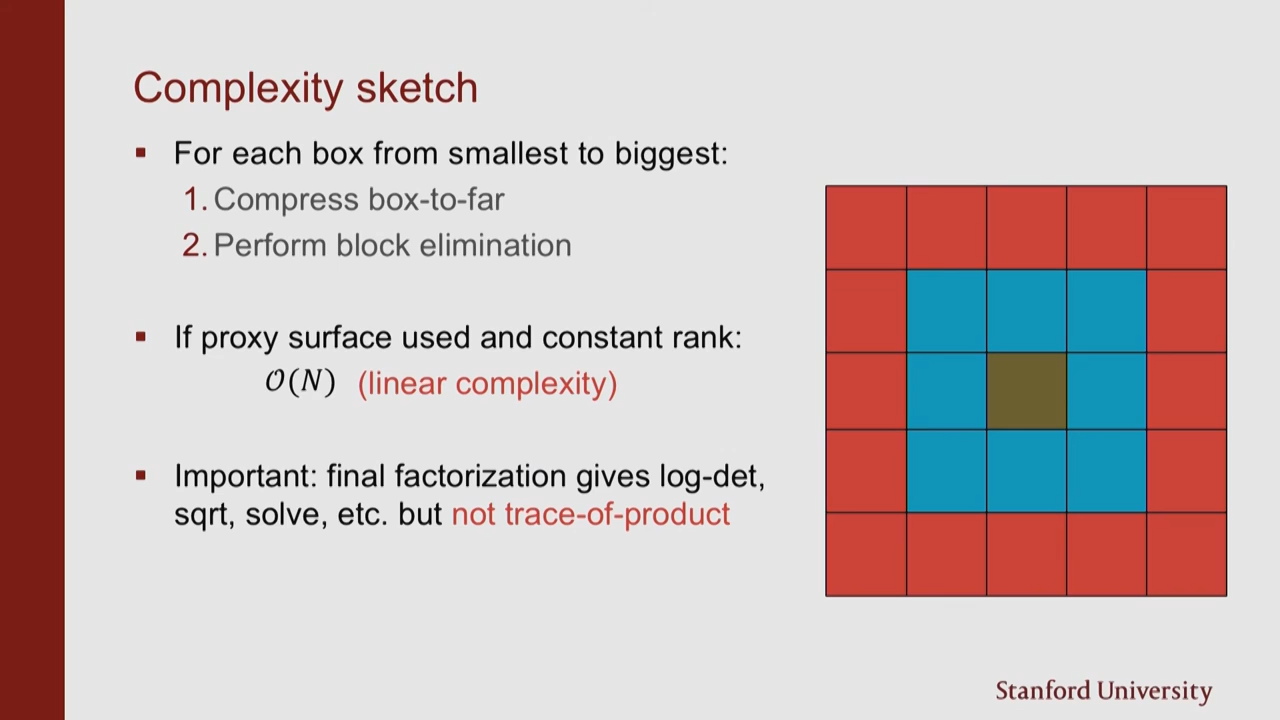 Complexity sketch
▪ For each box from smallest to biggest:
1. Compress box-to-far
2. Perform block elimination
▪ If proxy surface used and constant rank:
𝒪(N) (linear complexity)
▪ Important: final factorization gives log-det,
sqrt, solve, etc. but not trace-of-product
Stanford University